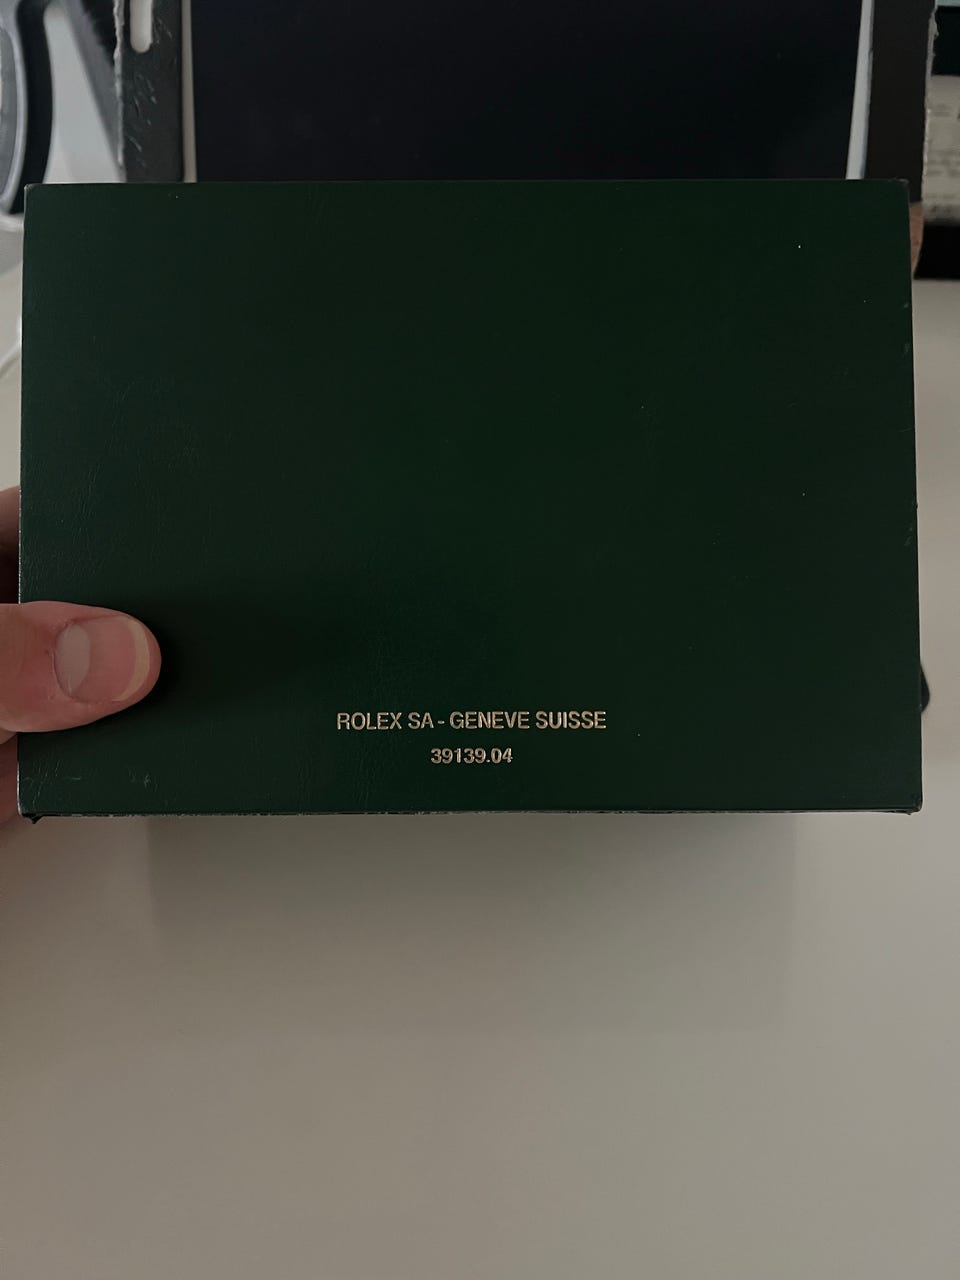 ROLEX SA - GENEVE SUISSE
39139.04